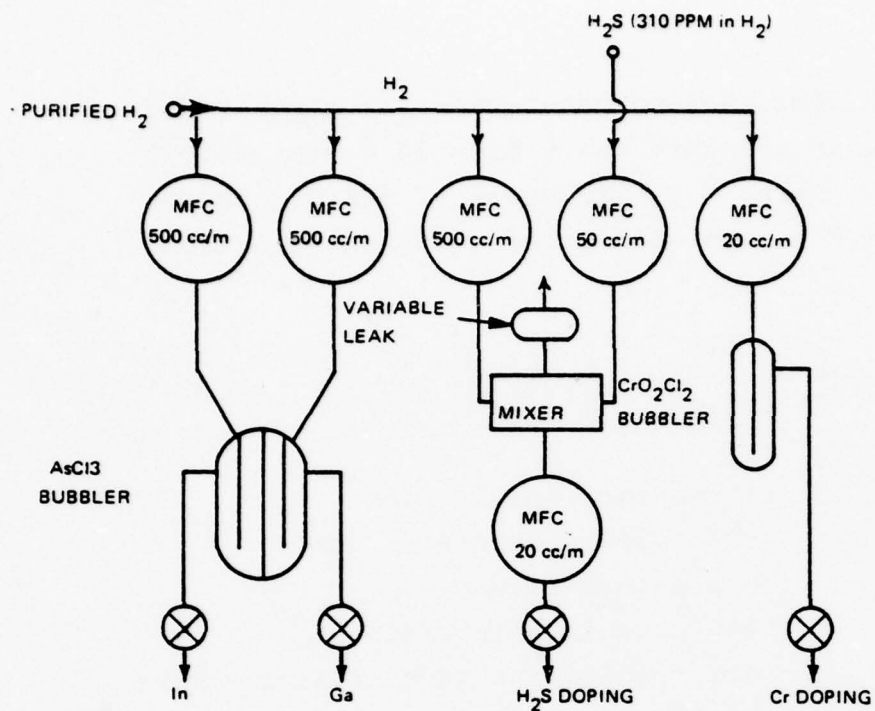 H2S (310 PPM in H2)
H2
PURIFIED H2
MFC
500 cc/m
MFC
500 cc/m
MFC
500 cc/m
MFC
50 cc/m
MFC
20 cc/m
VARIABLE
LEAK
CrO2Cl2
BUBBLER
MIXER
AsCl3
BUBBLER
MFC
20 cc/m
In
Ga
H2S DOPING
Cr DOPING